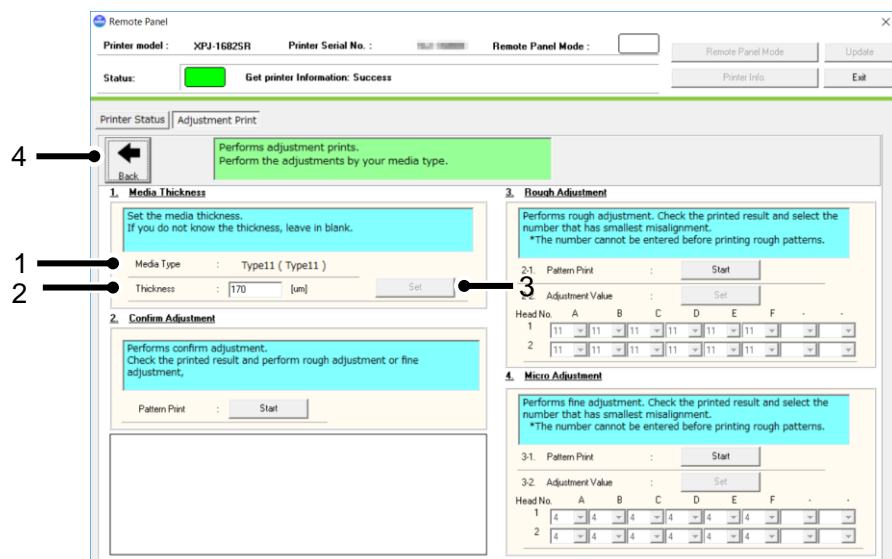 Remote Panel
Printer model : XPJ-1682SR Printer Serial No. : Remote Panel Mode : Remote Panel Mode Update
Status: Get printer Information: Success Printer Info. Exit
Printer Status Adjustment Print
4
Back
Performs adjustment prints.
Perform the adjustments by your media type.
1. Media Thickness
Set the media thickness.
If you do not know the thickness, leave in blank.
1
Media Type : Type11 ( Type11 )
2
Thickness : 170 [um] Set
3
2. Confirm Adjustment
Performs confirm adjustment.
Check the printed result and perform rough adjustment or fine
adjustment,
Pattern Print : Start
3. Rough Adjustment
Performs rough adjustment. Check the printed result and select the
number that has smallest misalignment.
*The number cannot be entered before printing rough patterns.
2-1. Pattern Print : Start
2-2. Adjustment Value : Set
Head No. A B C D E F - -
1 11 11 11 11 11 11
2 11 11 11 11 11 11
4. Micro Adjustment
Performs fine adjustment. Check the printed result and select the
number that has smallest misalignment.
*The number cannot be entered before printing rough patterns.
3-1. Pattern Print : Start
3-2. Adjustment Value : Set
Head No. A B C D E F - -
1 4 4 4 4 4 4
2 4 4 4 4 4 4